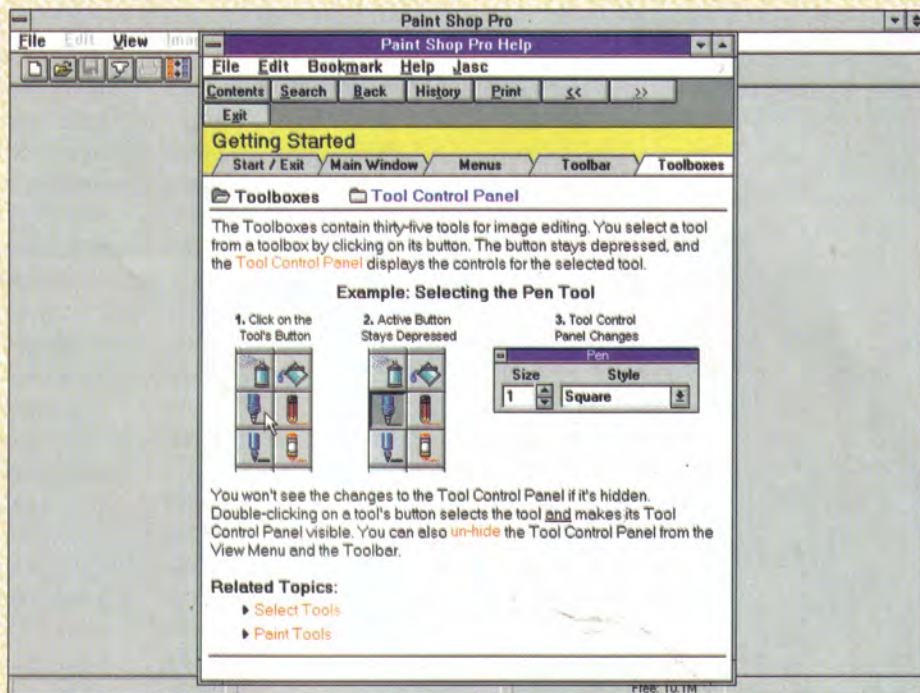 Paint Shop Pro
File Edit View
Paint Shop Pro Help
File Edit Bookmark Help Jasc
Contents Search Back History Print << >>
Exit
Getting Started
Start / Exit Main Window Menus Toolbar Toolboxes
Toolboxes Tool Control Panel
The Toolboxes contain thirty-five tools for image editing. You select a tool
from a toolbox by clicking on its button. The button stays depressed, and
the Tool Control Panel displays the controls for the selected tool.
Example: Selecting the Pen Tool
1. Click on the
Tool's Button
2. Active Button
Stays Depressed
3. Tool Control
Panel Changes
Pen
Size Style
1 Square
You won't see the changes to the Tool Control Panel if it's hidden.
Double-clicking on a tool's button selects the tool and makes its Tool
Control Panel visible. You can also un-hide the Tool Control Panel from the
View Menu and the Toolbar.
Related Topics:
Select Tools
Paint Tools
Free: 10.1M